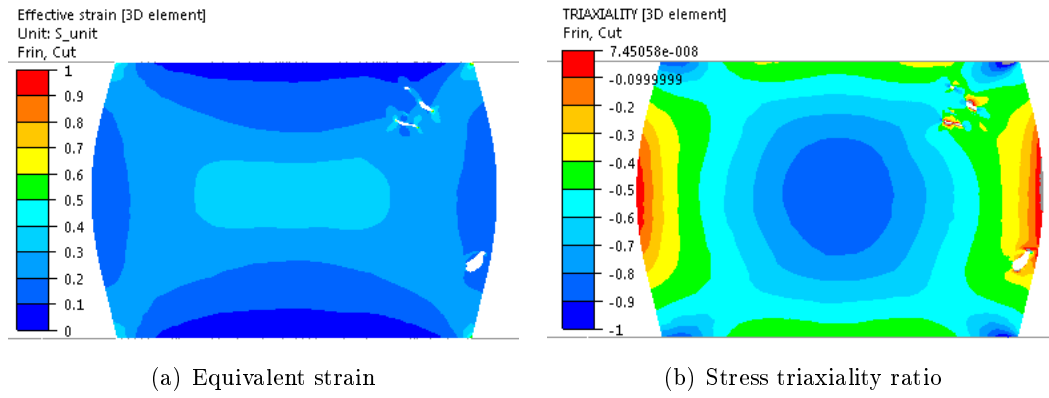 Effective strain [3D element]
Unit: S_unit
Frin, Cut
1
0.9
0.8
0.7
0.6
0.5
0.4
0.3
0.2
0.1
0
(a) Equivalent strain
TRIAXIALITY [3D element]
Frin, Cut
7.45058e-008
-0.0999999
-0.2
-0.3
-0.4
-0.5
-0.6
-0.7
-0.8
-0.9
-1
(b) Stress triaxiality ratio